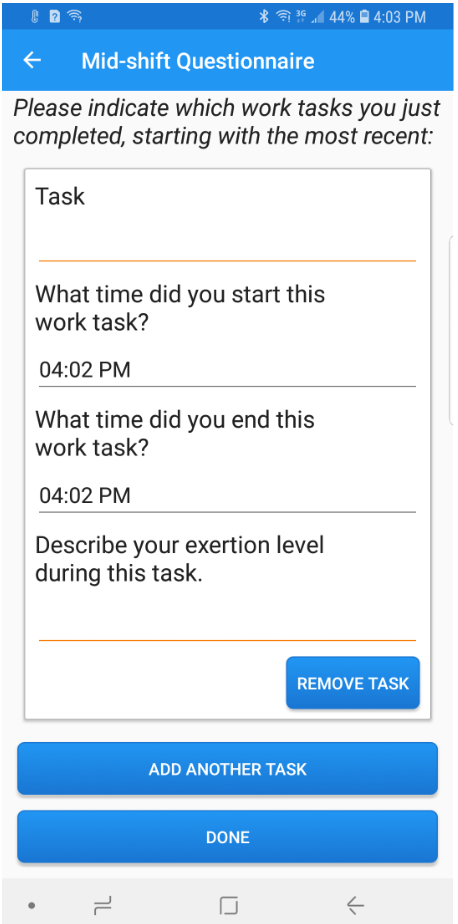 3G 44% 4:03 PM
Mid-shift Questionnaire
Please indicate which work tasks you just
completed, starting with the most recent:
Task
What time did you start this
work task?
04:02 PM
What time did you end this
work task?
04:02 PM
Describe your exertion level
during this task.
REMOVE TASK
ADD ANOTHER TASK
DONE